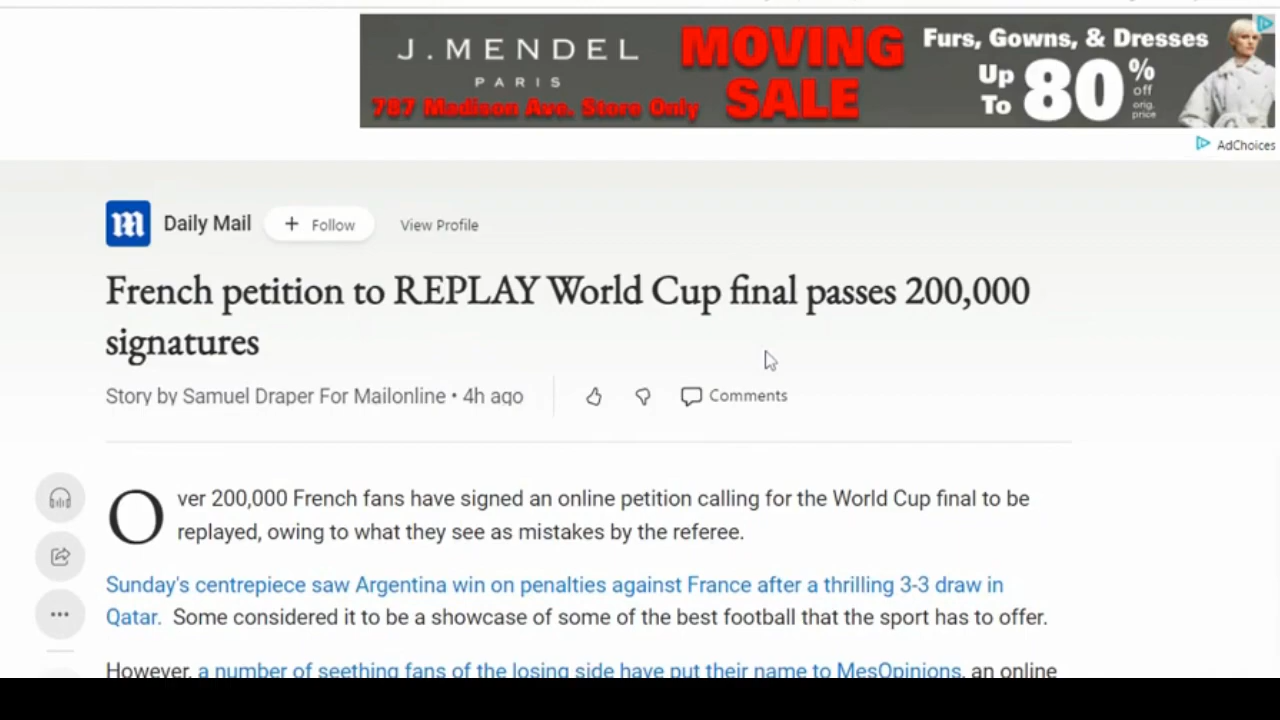 J.MENDEL
PARIS
787 Madison Ave. Store Only
MOVING
SALE
Furs, Gowns, & Dresses
Up
To 80%
off
orig.
price
AdChoices
m Daily Mail + Follow View Profile
French petition to REPLAY World Cup final passes 200,000
signatures
Story by Samuel Draper For Mailonline • 4h ago Comments
Over 200,000 French fans have signed an online petition calling for the World Cup final to be
replayed, owing to what they see as mistakes by the referee.
Sunday's centrepiece saw Argentina win on penalties against France after a thrilling 3-3 draw in
Qatar. Some considered it to be a showcase of some of the best football that the sport has to offer.
However, a number of seething fans of the losing side have put their name to MesOpinions, an online